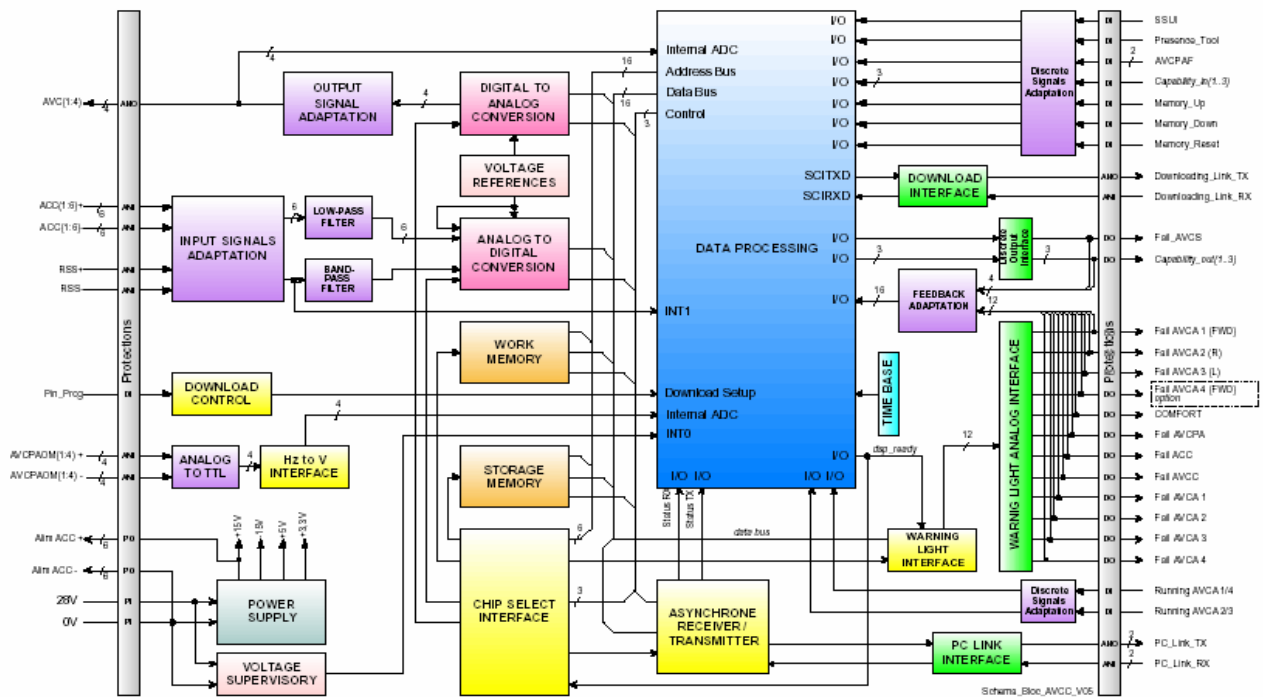 AVC(1:4)
4
ANO
ACC(1:6)+
6
ANI
ACC(1:6)
6
ANI
RSS+
ANI
RSS
ANI
Protections
Pin_Prog
DI
AVCPAOM(1:4) +
4
ANI
AVCPAOM(1:4) -
4
ANI
Alim ACC +
6
PO
Alim ACC -
6
PO
28V
PI
0V
PI
4
OUTPUT
SIGNAL
ADAPTATION
4
DIGITAL TO
ANALOG
CONVERSION
VOLTAGE
REFERENCES
INPUT SIGNALS
ADAPTATION
6
LOW-PASS
FILTER
6
BAND-
PASS
FILTER
ANALOG TO
DIGITAL
CONVERSION
WORK
MEMORY
DOWNLOAD
CONTROL
4
ANALOG
TO TTL
4
Hz to V
INTERFACE
STORAGE
MEMORY
+15V
-15V
+5V
+3.3V
POWER
SUPPLY
VOLTAGE
SUPERVISORY
CHIP SELECT
INTERFACE
6
3
16
16
3
Internal ADC
Address Bus
Data Bus
Control
DATA PROCESSING
INT1
Download Setup
Internal ADC
INT0
I/O
I/O
I/O
I/O
I/O
I/O
I/O
SCITXD
SCIRXD
I/O
I/O
I/O
I/O
I/O I/O
I/O I/O
3
Discrete
Signals
Adaptation
DOWNLOAD
INTERFACE
3
Discrete
Output
Interface
3
16
FEEDBACK
ADAPTATION
4
12
TIME BASE
12
WARNIG LIGHT ANALOG INTERFACE
dsp_ready
Status RX
Status TX
data bus
WARNING
LIGHT
INTERFACE
ASYNCHRONE
RECEIVER /
TRANSMITTER
Discrete
Signals
Adaptation
PC LINK
INTERFACE
Protections
DI
SSUI
DI
Presence_Tool
DI
2
AVCPAF
DI
Capability_in(1..3)
DI
Memory_Up
DI
Memory_Down
DI
Memory_Reset
ANO
Downloading_Link_TX
ANI
Downloading_Link_RX
DO
Fail_AVCS
DO
Capability_out(1..3)
DO
Fail AVCA 1 (FWD)
DO
Fail AVCA 2 (R)
DO
Fail AVCA 3 (L)
DO
Fail AVCA 4 (FWD)
option
DO
COMFORT
DO
Fail AVCPA
DO
Fail ACC
DO
Fail AVCC
DO
Fail AVCA 1
DO
Fail AVCA 2
DO
Fail AVCA 3
DO
Fail AVCA 4
DI
Running AVCA1/4
DI
Running AVCA2/3
ANO
2
PC_Link_TX
ANI
2
PC_Link_RX
Schema_Bloc_AVCC_V05